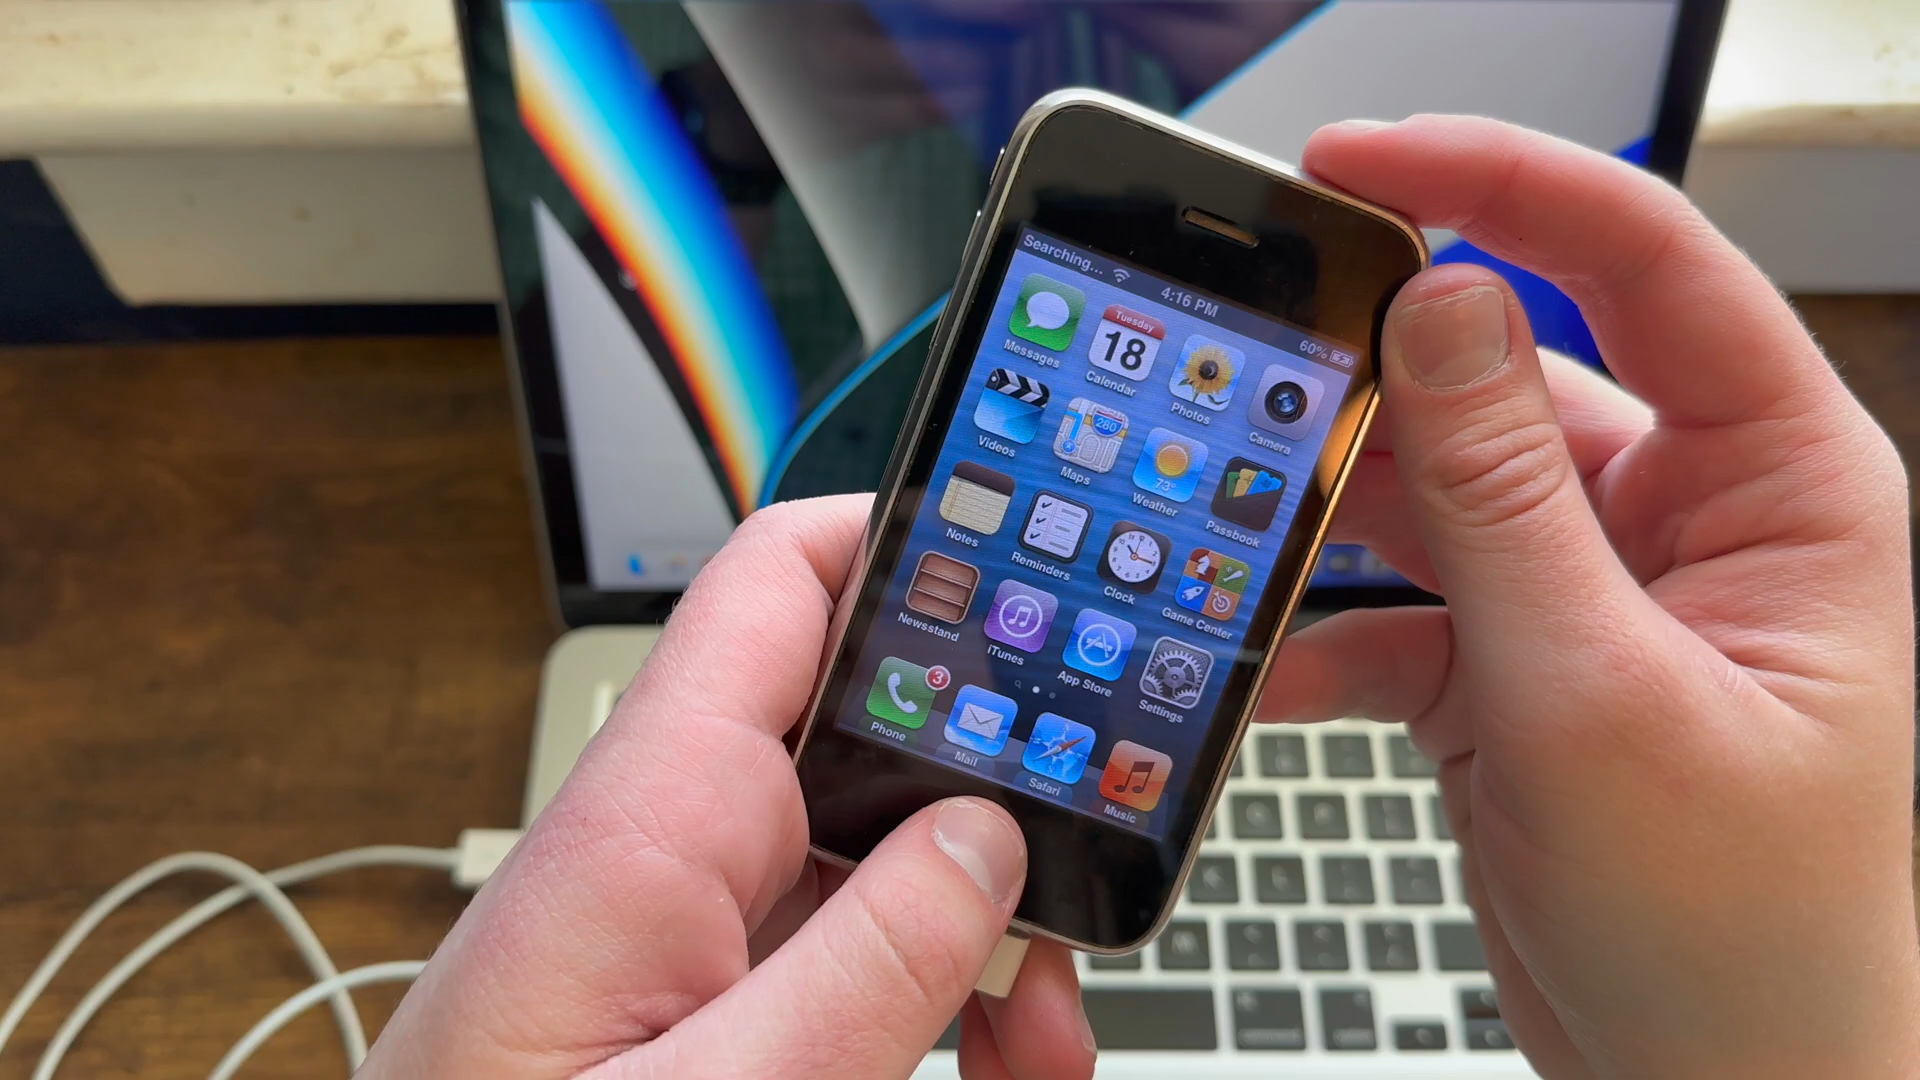 Searching...
4:16 PM
60%
Tuesday
18
Messages
Calendar
Photos
Camera
280
73°
Videos
Maps
Weather
Passbook
Notes
Reminders
Clock
Game Center
Newsstand
iTunes
App Store
Settings
3
Phone
Mail
Safari
Music